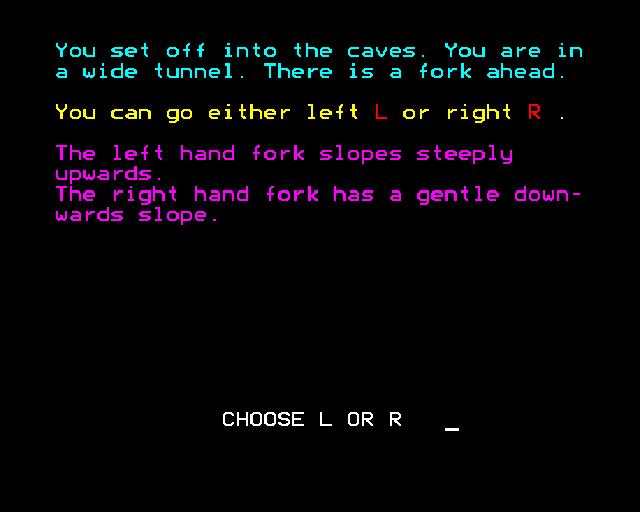 You set off into the caves. You are in
a wide tunnel. There is a fork ahead.
You can go either left L or right R .
The left hand fork slopes steeply
upwards.
The right hand fork has a gentle down-
wards slope.
CHOOSE L OR R _